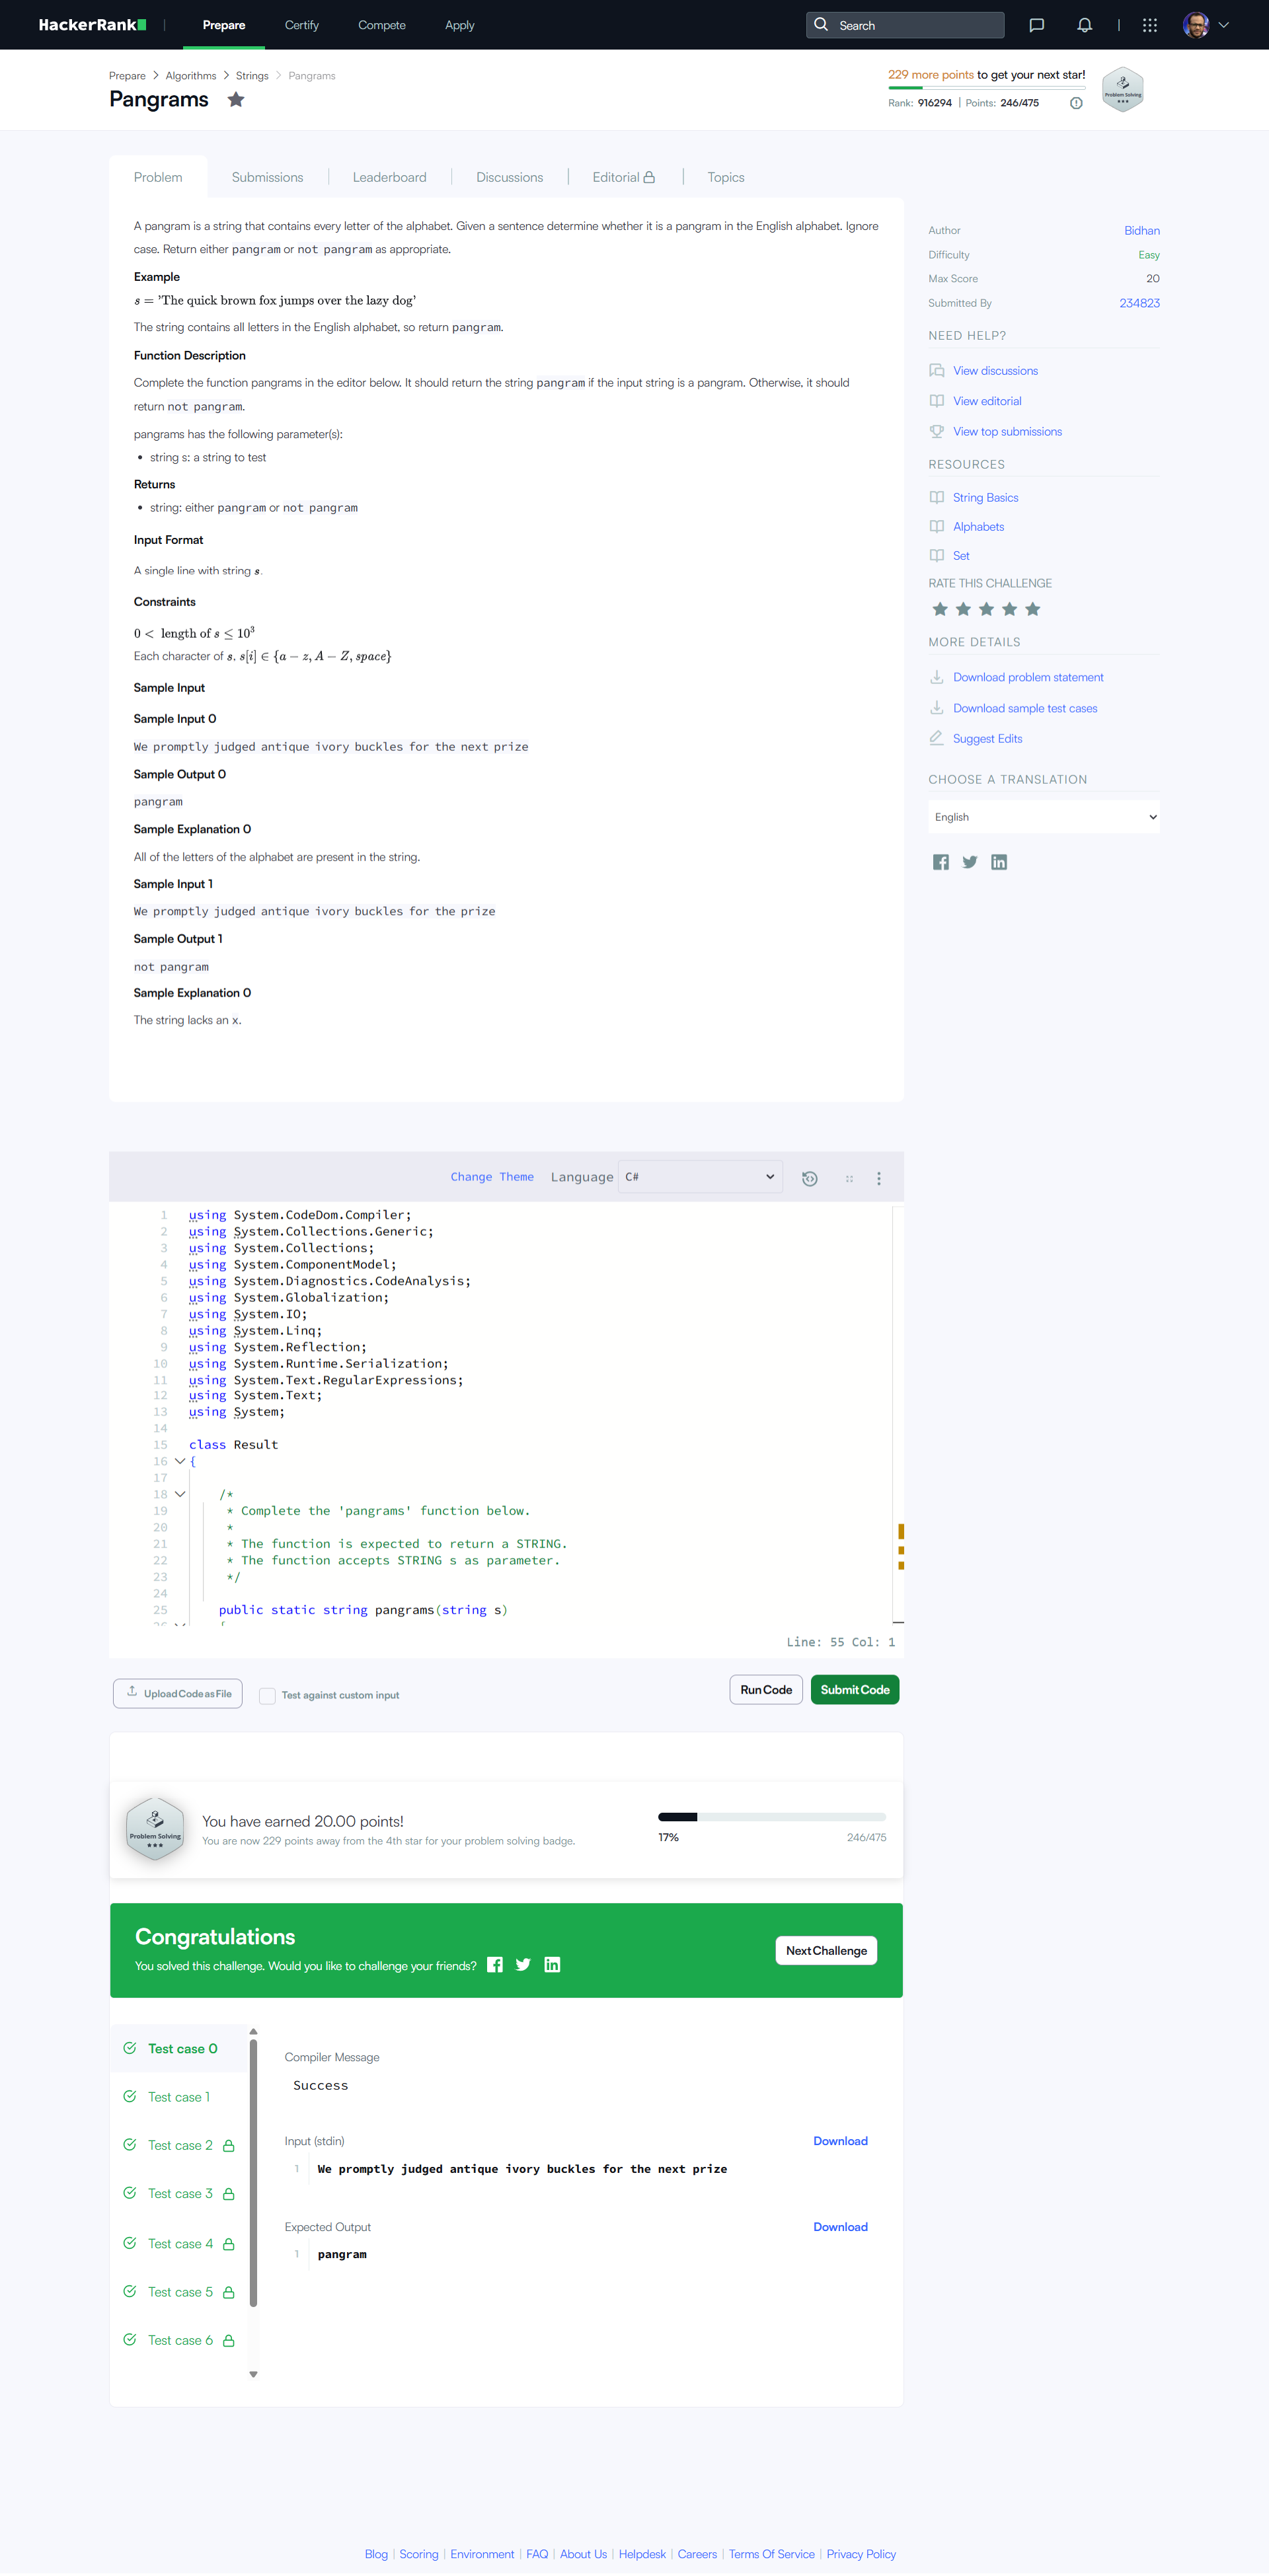 HackerRank
Prepare
Certify
Compete
Apply
Search
Prepare > Algorithms > Strings > Pangrams
Pangrams
229 more points to get your next star!
Rank: 916294 | Points: 246/475
Problem Solving
Problem
Submissions
Leaderboard
Discussions
Editorial
Topics
A pangram is a string that contains every letter of the alphabet. Given a sentence determine whether it is a pangram in the English alphabet. Ignore
case. Return either pangram or not pangram as appropriate.
Example
s = 'The quick brown fox jumps over the lazy dog'
The string contains all letters in the English alphabet, so return pangram.
Function Description
Complete the function pangrams in the editor below. It should return the string pangram if the input string is a pangram. Otherwise, it should
return not pangram.
pangrams has the following parameter(s):
• string s: a string to test
Returns
• string: either pangram or not pangram
Input Format
A single line with string s.
Constraints
0 < length of s ≤ 10³
Each character of s, s[i] ∈ {a − z, A − Z, space}
Sample Input
Sample Input 0
We promptly judged antique ivory buckles for the next prize
Sample Output 0
pangram
Sample Explanation 0
All of the letters of the alphabet are present in the string.
Sample Input 1
We promptly judged antique ivory buckles for the prize
Sample Output 1
not pangram
Sample Explanation 0
The string lacks an x.
Author Bidhan
Difficulty Easy
Max Score 20
Submitted By 234823
NEED HELP?
View discussions
View editorial
View top submissions
RESOURCES
String Basics
Alphabets
Set
RATE THIS CHALLENGE
MORE DETAILS
Download problem statement
Download sample test cases
Suggest Edits
CHOOSE A TRANSLATION
English
Change Theme Language C#
1 using System.CodeDom.Compiler;
2 using System.Collections.Generic;
3 using System.Collections;
4 using System.ComponentModel;
5 using System.Diagnostics.CodeAnalysis;
6 using System.Globalization;
7 using System.IO;
8 using System.Linq;
9 using System.Reflection;
10 using System.Runtime.Serialization;
11 using System.Text.RegularExpressions;
12 using System.Text;
13 using System;
14
15 class Result
16 {
17
18 /*
19 * Complete the 'pangrams' function below.
20 *
21 * The function is expected to return a STRING.
22 * The function accepts STRING s as parameter.
23 */
24
25 public static string pangrams(string s)
26 {
Line: 55 Col: 1
Upload Code as File
Test against custom input
Run Code
Submit Code
Problem Solving
You have earned 20.00 points!
You are now 229 points away from the 4th star for your problem solving badge.
17% 246/475
Congratulations
You solved this challenge. Would you like to challenge your friends?
Next Challenge
Test case 0
Test case 1
Test case 2
Test case 3
Test case 4
Test case 5
Test case 6
Compiler Message
Success
Input (stdin) Download
1 We promptly judged antique ivory buckles for the next prize
Expected Output Download
1 pangram
Blog | Scoring | Environment | FAQ | About Us | Helpdesk | Careers | Terms Of Service | Privacy Policy